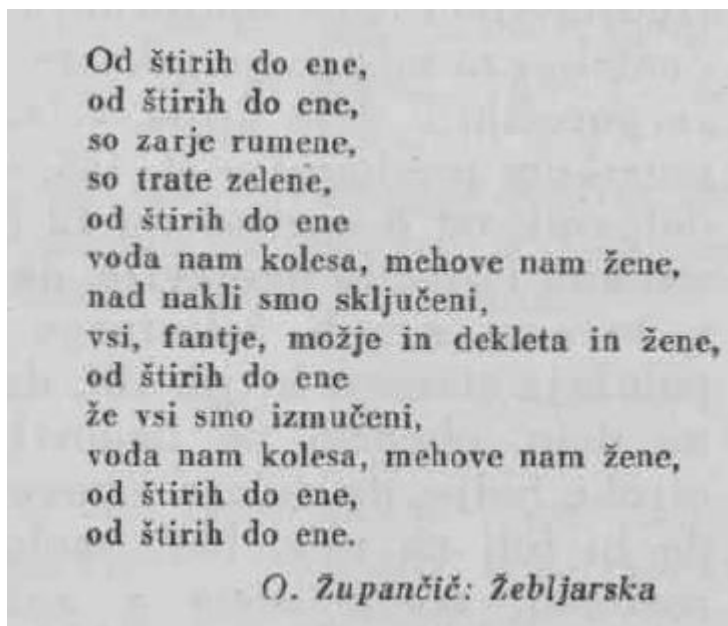 Od štirih do ene,
od štirih do ene,
so zarje rumene,
so trate zelene,
od štirih do ene
voda nam kolesa, mehove nam žene,
nad nakli smo sključeni,
vsi, fantje, možje in dekleta in žene,
od štirih do ene
že vsi smo izmučeni,
voda nam kolesa, mehove nam žene,
od štirih do ene,
od štirih do ene.
O. Župančič: Žebljarska